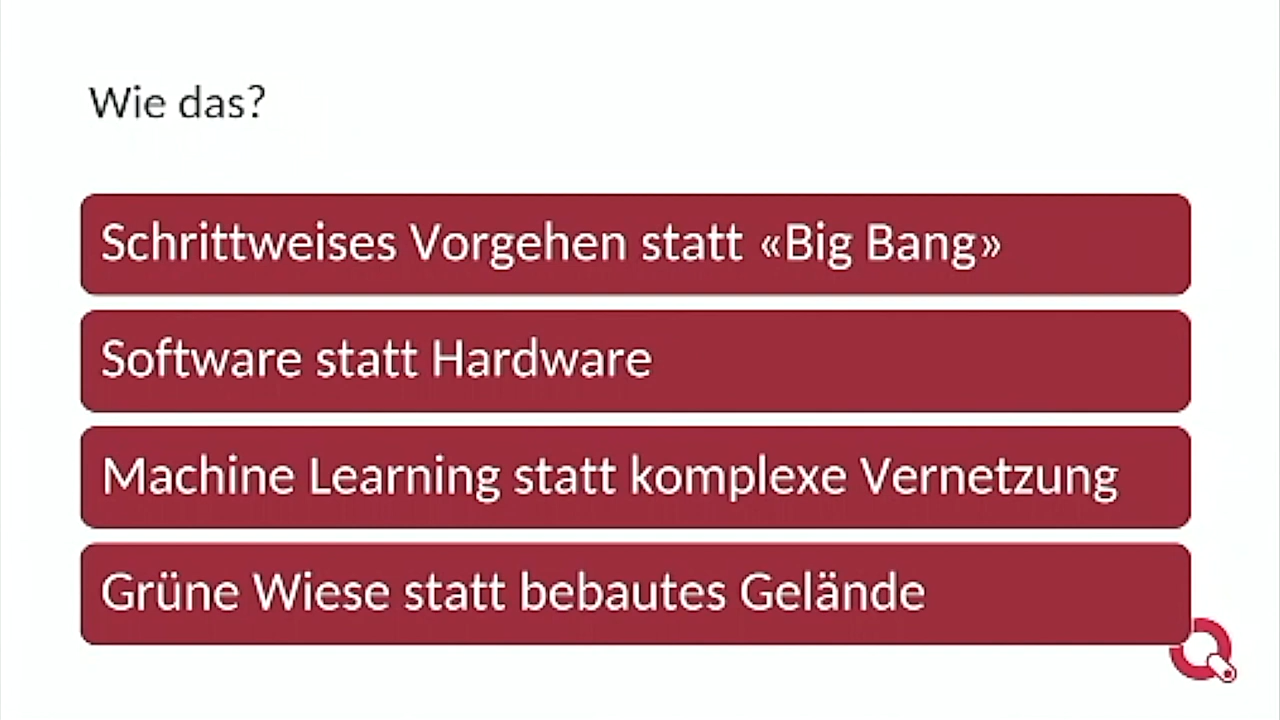 Wie das?
Schrittweises Vorgehen statt «Big Bang»
Software statt Hardware
Machine Learning statt komplexe Vernetzung
Grüne Wiese statt bebautes Gelände